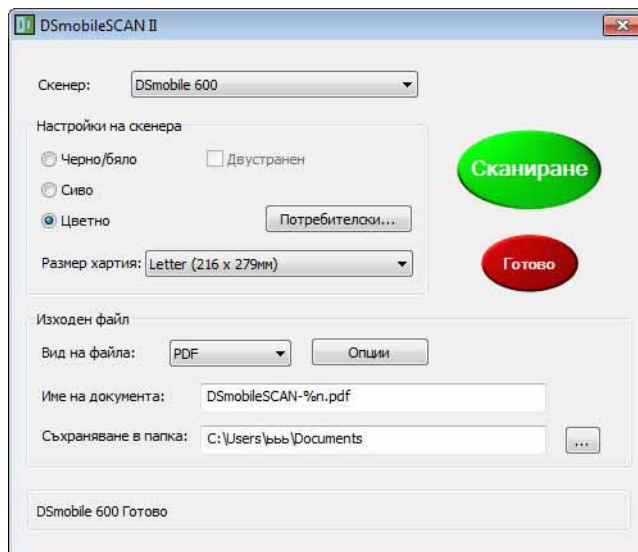 DSmobileSCAN II
Скенер: DSmobile 600
Настройки на скенера
Черно/бяло Двустранен
Сканиране
Сиво
Цветно Потребителски...
Размер хартия: Letter (216 x 279мм)
Готово
Изходен файл
Вид на файла: PDF Опции
Име на документа: DSmobileSCAN-%n.pdf
Съхраняване в папка: C:\Users\ььь\Documents ...
DSmobile 600 Готово